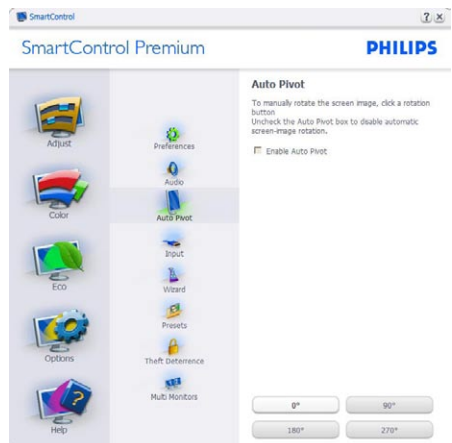 SmartControl
SmartControl Premium
PHILIPS
Adjust
Color
Eco
Options
Help
Preferences
Audio
Auto Pivot
Input
Wizard
Presets
Theft Deterrence
Multi Monitors
Auto Pivot
To manually rotate the screen image, click a rotation
button
Uncheck the Auto Pivot box to disable automatic
screen-image rotation.
Enable Auto Pivot
0°
90°
180°
270°